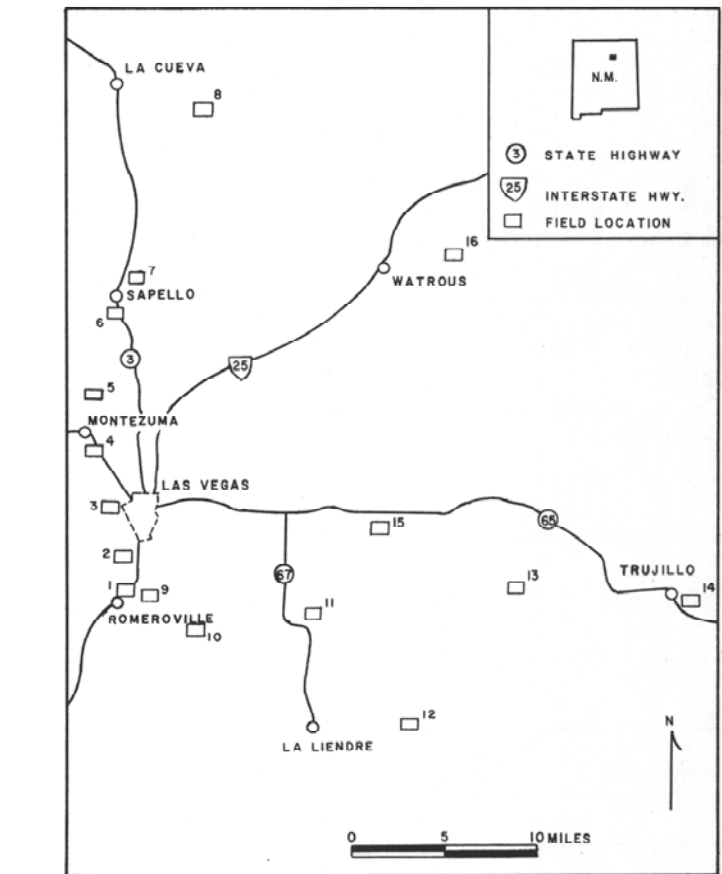 LA CUEVA
8
N.M.
3 STATE HIGHWAY
25 INTERSTATE HWY.
FIELD LOCATION
16
WATROUS
7
SAPELLO
6
3
25
5
MONTEZUMA
4
LAS VEGAS
3
15
65
2
67
13
TRUJILLO
14
1
9
11
ROMEROVILLE
10
12
N
LA LIENDRE
0 5 10 MILES